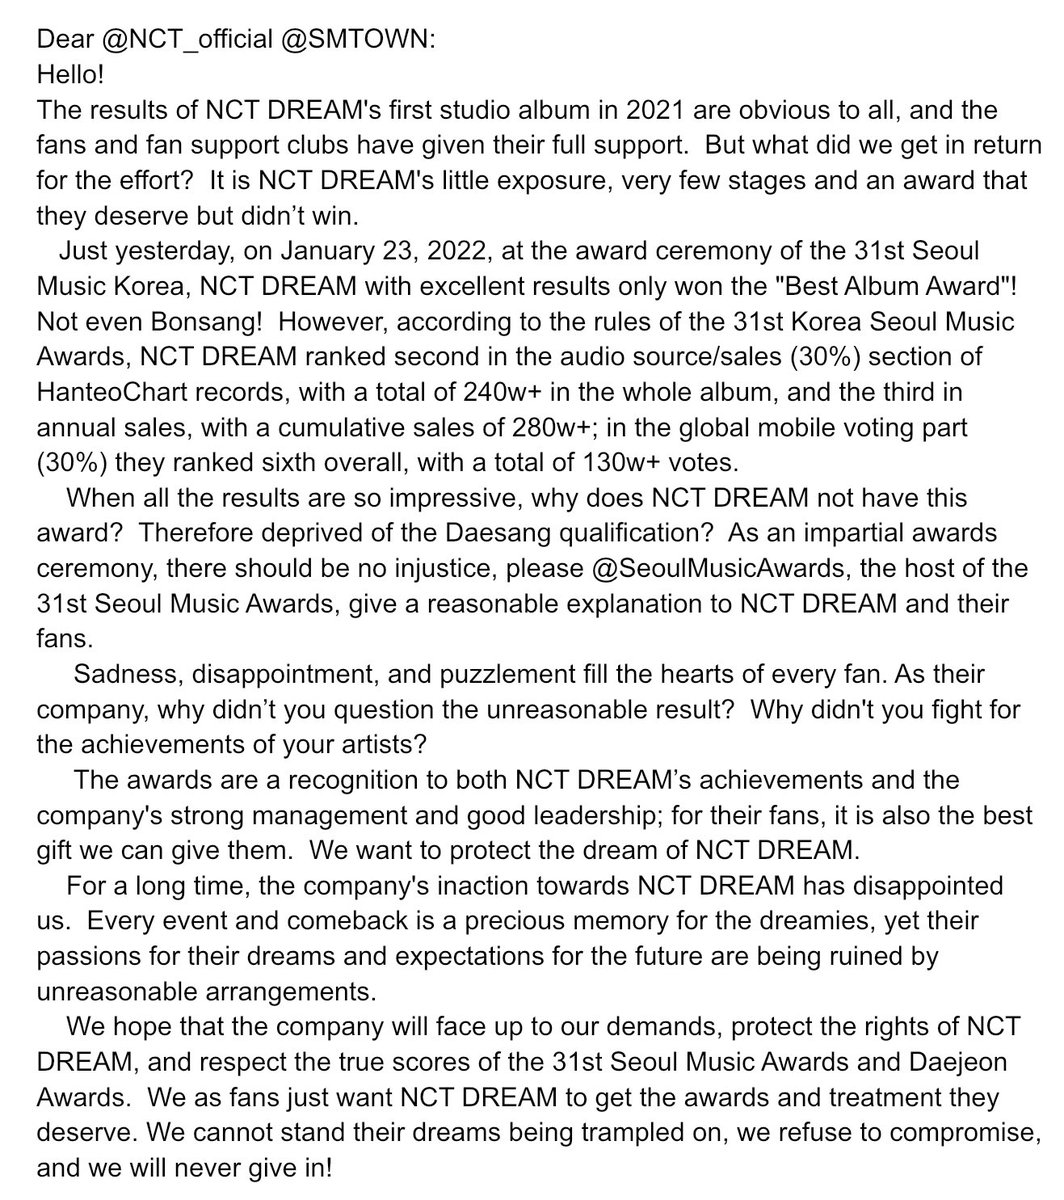 Dear @NCT_official @SMTOWN:
Hello!
The results of NCT DREAM's first studio album in 2021 are obvious to all, and the
fans and fan support clubs have given their full support.  But what did we get in return
for the effort?  It is NCT DREAM's little exposure, very few stages and an award that
they deserve but didn’t win.
Just yesterday, on January 23, 2022, at the award ceremony of the 31st Seoul
Music Korea, NCT DREAM with excellent results only won the "Best Album Award"!
Not even Bonsang!  However, according to the rules of the 31st Korea Seoul Music
Awards, NCT DREAM ranked second in the audio source/sales (30%) section of
HanteoChart records, with a total of 240w+ in the whole album, and the third in
annual sales, with a cumulative sales of 280w+; in the global mobile voting part
(30%) they ranked sixth overall, with a total of 130w+ votes.
When all the results are so impressive, why does NCT DREAM not have this
award?  Therefore deprived of the Daesang qualification?  As an impartial awards
ceremony, there should be no injustice, please @SeoulMusicAwards, the host of the
31st Seoul Music Awards, give a reasonable explanation to NCT DREAM and their
fans.
Sadness, disappointment, and puzzlement fill the hearts of every fan. As their
company, why didn’t you question the unreasonable result?  Why didn't you fight for
the achievements of your artists?
The awards are a recognition to both NCT DREAM’s achievements and the
company's strong management and good leadership; for their fans, it is also the best
gift we can give them.  We want to protect the dream of NCT DREAM.
For a long time, the company's inaction towards NCT DREAM has disappointed
us.  Every event and comeback is a precious memory for the dreamies, yet their
passions for their dreams and expectations for the future are being ruined by
unreasonable arrangements.
We hope that the company will face up to our demands, protect the rights of NCT
DREAM, and respect the true scores of the 31st Seoul Music Awards and Daejeon
Awards.  We as fans just want NCT DREAM to get the awards and treatment they
deserve. We cannot stand their dreams being trampled on, we refuse to compromise,
and we will never give in!